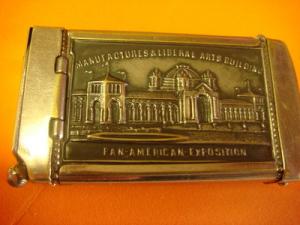 MANUFACTURES & LIBERAL ARTS BUILDING
PAN-AMERICAN-EXPOSITION